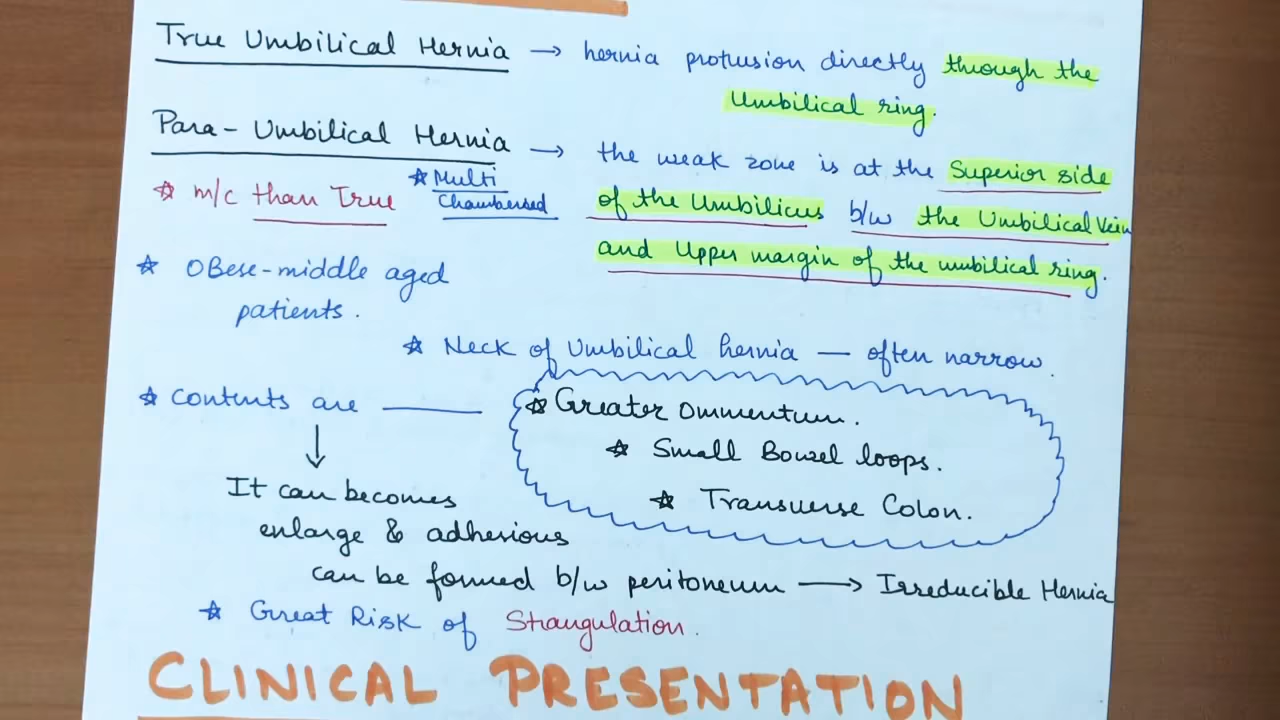 True Umbilical Hernia → hernia protrusion directly through the
Umbilical ring.
Para-Umbilical Hernia → the weak zone is at the Superior side
of the Umbilicus b/w the Umbilical Vein
and Upper margin of the umbilical ring.
☆ m/c than True
☆ Multi
Chambered
☆ OBese-middle aged
patients.
☆ Neck of Umbilical hernia — often narrow.
☆ contents are ——
☆ Greater Ommentum.
☆ Small Bowel loops.
☆ Transverse Colon.
↓
It can becomes
enlarge & adhesious
can be formed b/w peritoneum → Irreducible Hernia
☆ Great Risk of Strangulation.
CLINICAL PRESENTATION